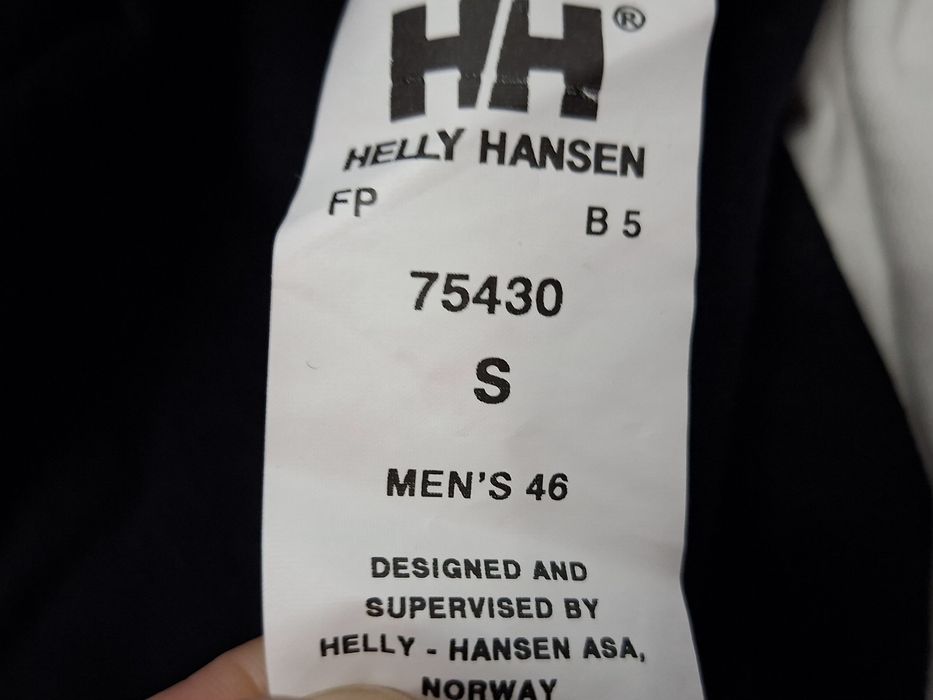 HH®
HELLY HANSEN
FP
B 5
75430
S
MEN'S 46
DESIGNED AND
SUPERVISED BY
HELLY - HANSEN ASA,
NORWAY